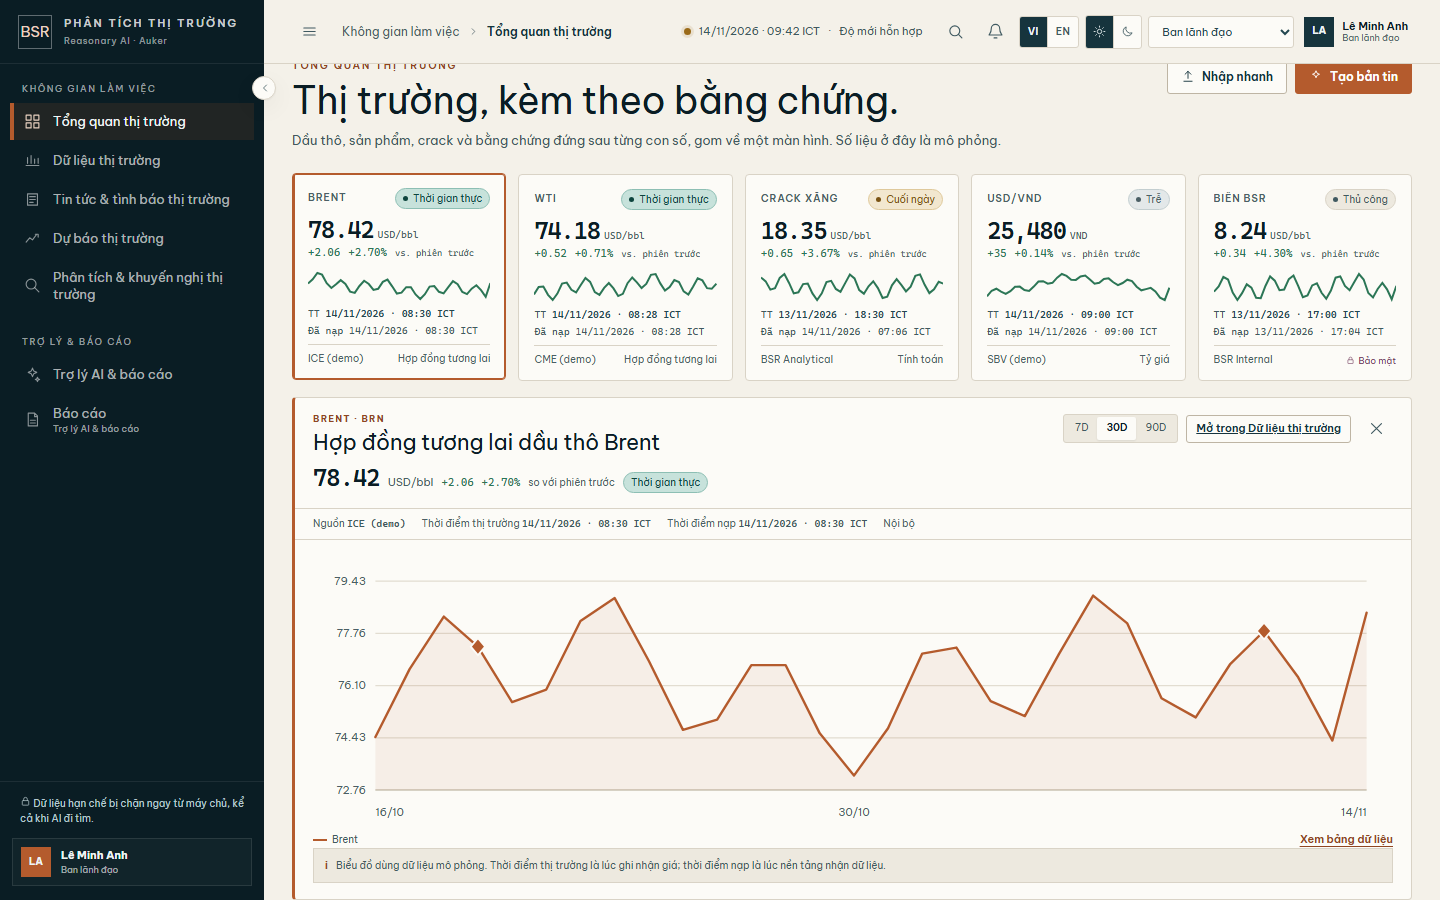 BSR
PHÂN TÍCH THỊ TRƯỜNG
Reasonary AI · Auker
KHÔNG GIAN LÀM VIỆC
Tổng quan thị trường
Dữ liệu thị trường
Tin tức & tình báo thị trường
Dự báo thị trường
Phân tích & khuyến nghị thị
trường
TRỢ LÝ & BÁO CÁO
Trợ lý AI & báo cáo
Báo cáo
Trợ lý AI & báo cáo
Dữ liệu hạn chế bị chặn ngay từ máy chủ, kể
cả khi AI đi tìm.
LA
Lê Minh Anh
Ban lãnh đạo
Không gian làm việc
Tổng quan thị trường
14/11/2026 · 09:42 ICT · Độ mới hỗn hợp
VI EN
Ban lãnh đạo
LA
Lê Minh Anh
Ban lãnh đạo
TỔNG QUAN THỊ TRƯỜNG
Thị trường, kèm theo bằng chứng.
Dầu thô, sản phẩm, crack và bằng chứng đứng sau từng con số, gom về một màn hình. Số liệu ở đây là mô phỏng.
Nhập nhanh
Tạo bản tin
BRENT
Thời gian thực
78.42 USD/bbl
+2.06 +2.70% vs. phiên trước
TT 14/11/2026 · 08:30 ICT
Đã nạp 14/11/2026 · 08:30 ICT
ICE (demo)
Hợp đồng tương lai
WTI
Thời gian thực
74.18 USD/bbl
+0.52 +0.71% vs. phiên trước
TT 14/11/2026 · 08:28 ICT
Đã nạp 14/11/2026 · 08:28 ICT
CME (demo)
Hợp đồng tương lai
CRACK XĂNG
Cuối ngày
18.35 USD/bbl
+0.65 +3.67% vs. phiên trước
TT 13/11/2026 · 18:30 ICT
Đã nạp 14/11/2026 · 07:06 ICT
BSR Analytical
Tính toán
USD/VND
Trễ
25,480 VND
+35 +0.14% vs. phiên trước
TT 14/11/2026 · 09:00 ICT
Đã nạp 14/11/2026 · 09:00 ICT
SBV (demo)
Tỷ giá
BIÊN BSR
Thủ công
8.24 USD/bbl
+0.34 +4.30% vs. phiên trước
TT 13/11/2026 · 17:00 ICT
Đã nạp 13/11/2026 · 17:04 ICT
BSR Internal
Bảo mật
BRENT · BRN
Hợp đồng tương lai dầu thô Brent
78.42 USD/bbl +2.06 +2.70% so với phiên trước Thời gian thực
7D 30D 90D
Mở trong Dữ liệu thị trường
Nguồn ICE (demo) Thời điểm thị trường 14/11/2026 · 08:30 ICT Thời điểm nạp 14/11/2026 · 08:30 ICT Nội bộ
79.43
77.76
76.10
74.43
72.76
16/10
30/10
14/11
Brent
Xem bảng dữ liệu
i Biểu đồ dùng dữ liệu mô phỏng. Thời điểm thị trường là lúc ghi nhận giá; thời điểm nạp là lúc nền tảng nhận dữ liệu.